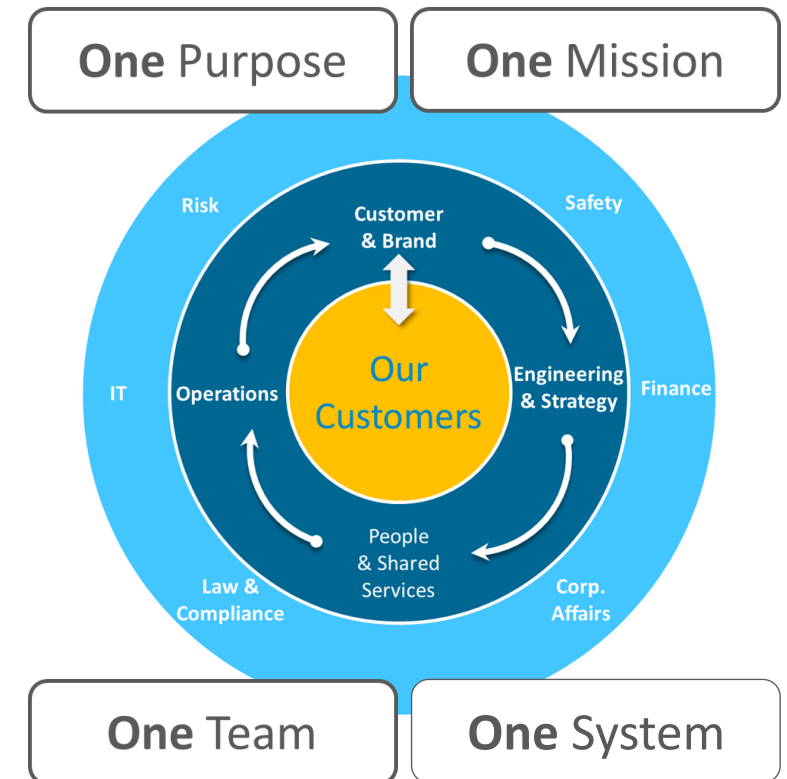 One Purpose
One Mission
Risk
Safety
Customer
& Brand
Our
Customers
Engineering
& Strategy
Finance
IT
Operations
People
& Shared
Services
Law &
Compliance
Corp.
Affairs
One Team
One System